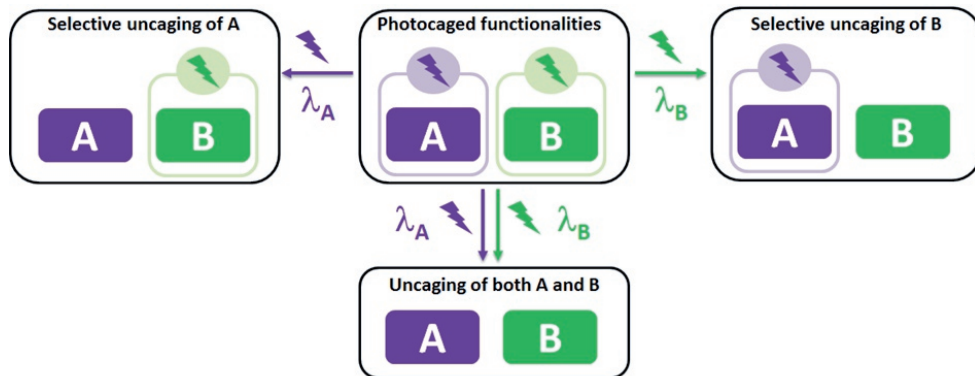 Selective uncaging of A
Photocaged functionalities
Selective uncaging of B
λA
λB
A
B
A
B
A
B
λA
λB
Uncaging of both A and B
A
B